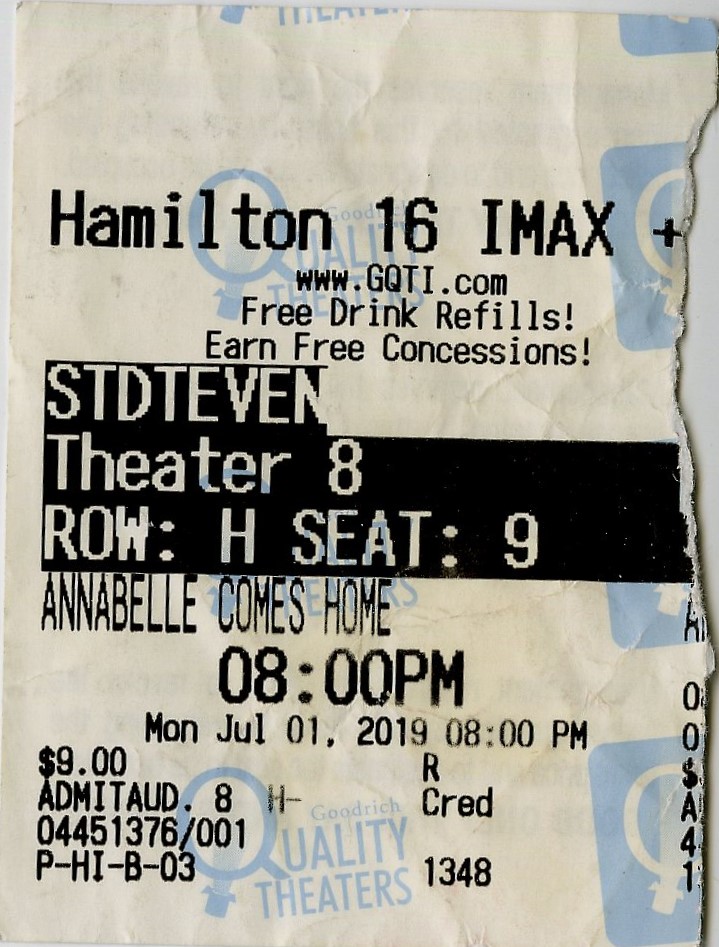 THEATERS
Hamilton 16 IMAX +
Goodrich
QUALITY
THEATERS
www.GQTI.com
Free Drink Refills!
Earn Free Concessions!
STDTEVEN
Theater 8
ROW: H SEAT: 9
THEATERS
ANNABELLE COMES HOME
08:00PM
Mon Jul 01, 2019 08:00 PM
$9.00 R
ADMITAUD. 8 H- Cred
04451376/001
P-HI-B-03 1348
Goodrich
QUALITY
THEATERS
0
0
$
A
4
1